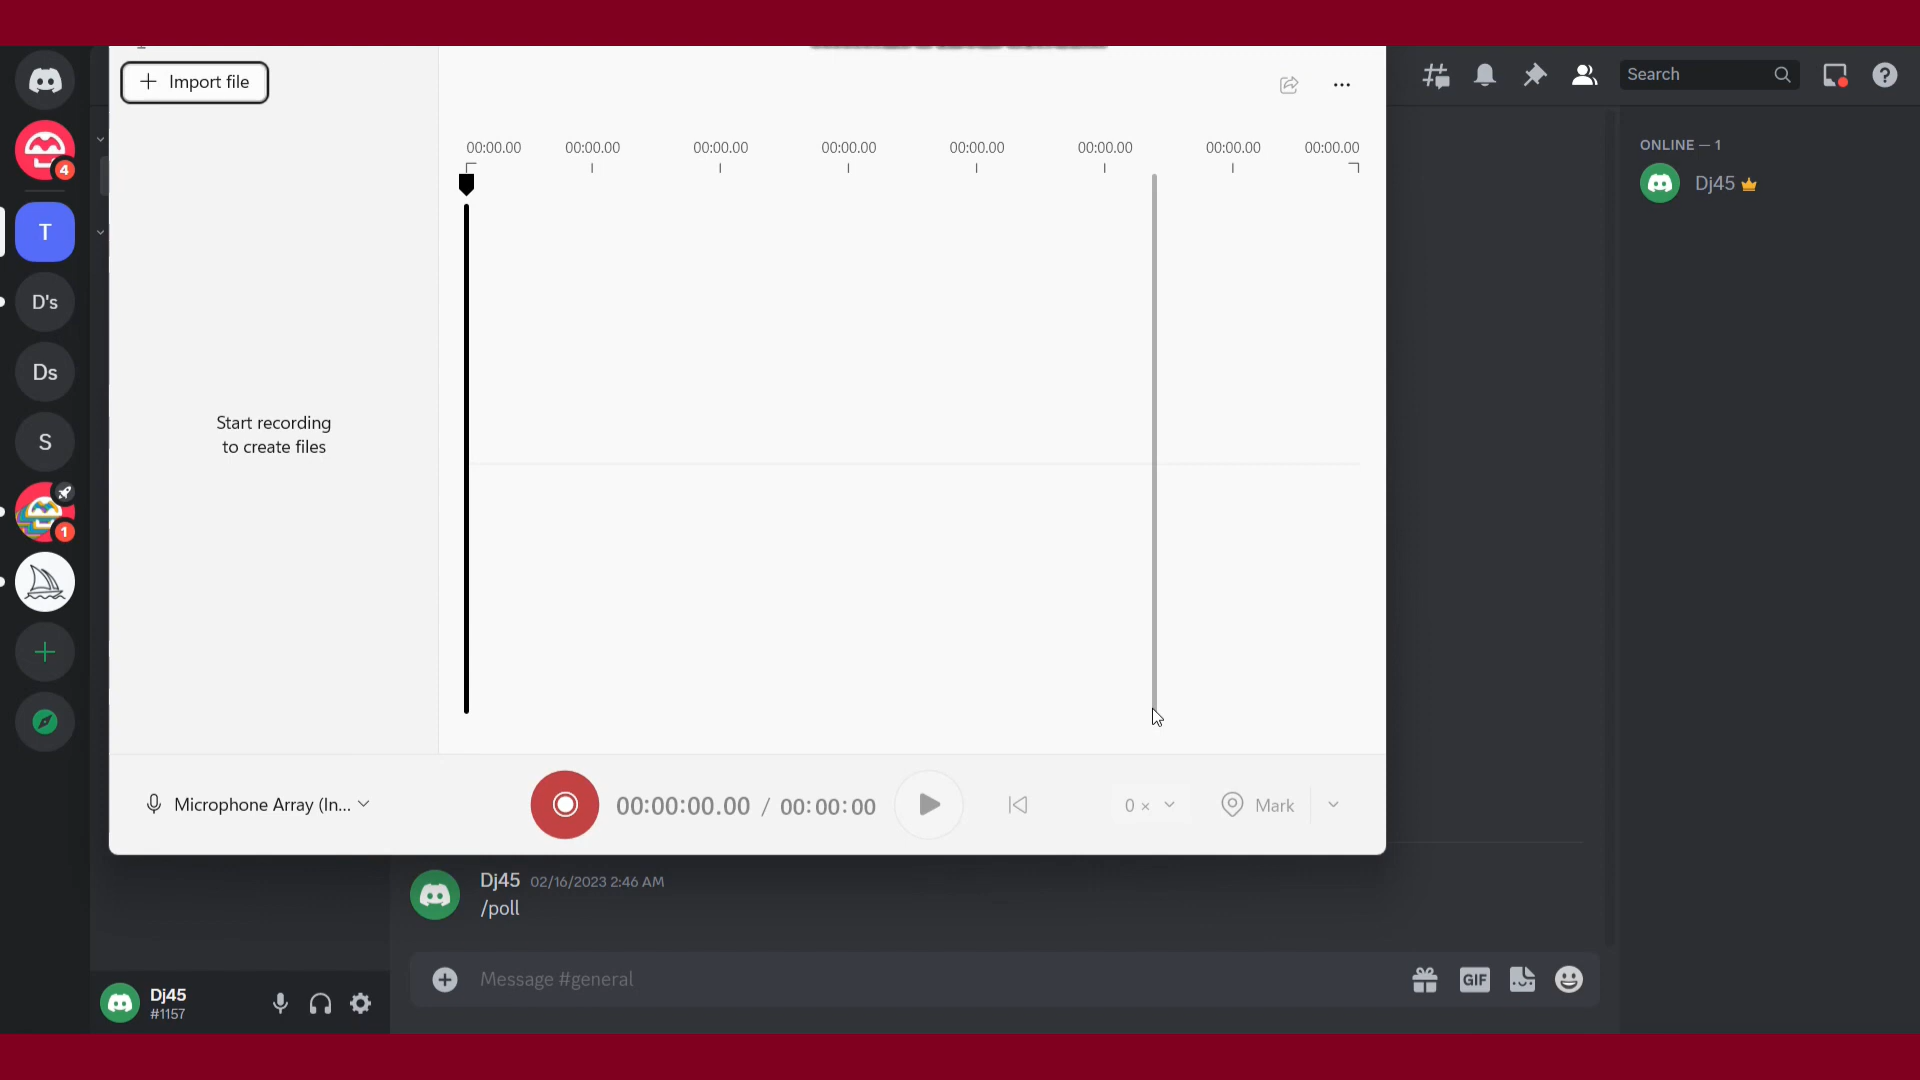 Import file
Search
00:00.00 00:00.00 00:00.00 00:00.00 00:00.00 00:00.00 00:00.00 00:00.00
ONLINE — 1
Dj45
4
T
D's
Ds
S
1
Start recording
to create files
Microphone Array (In...
00:00:00.00 / 00:00:00
0 ×
Mark
Dj45 02/16/2023 2:46 AM
/poll
Message #general
GIF
Dj45
#1157